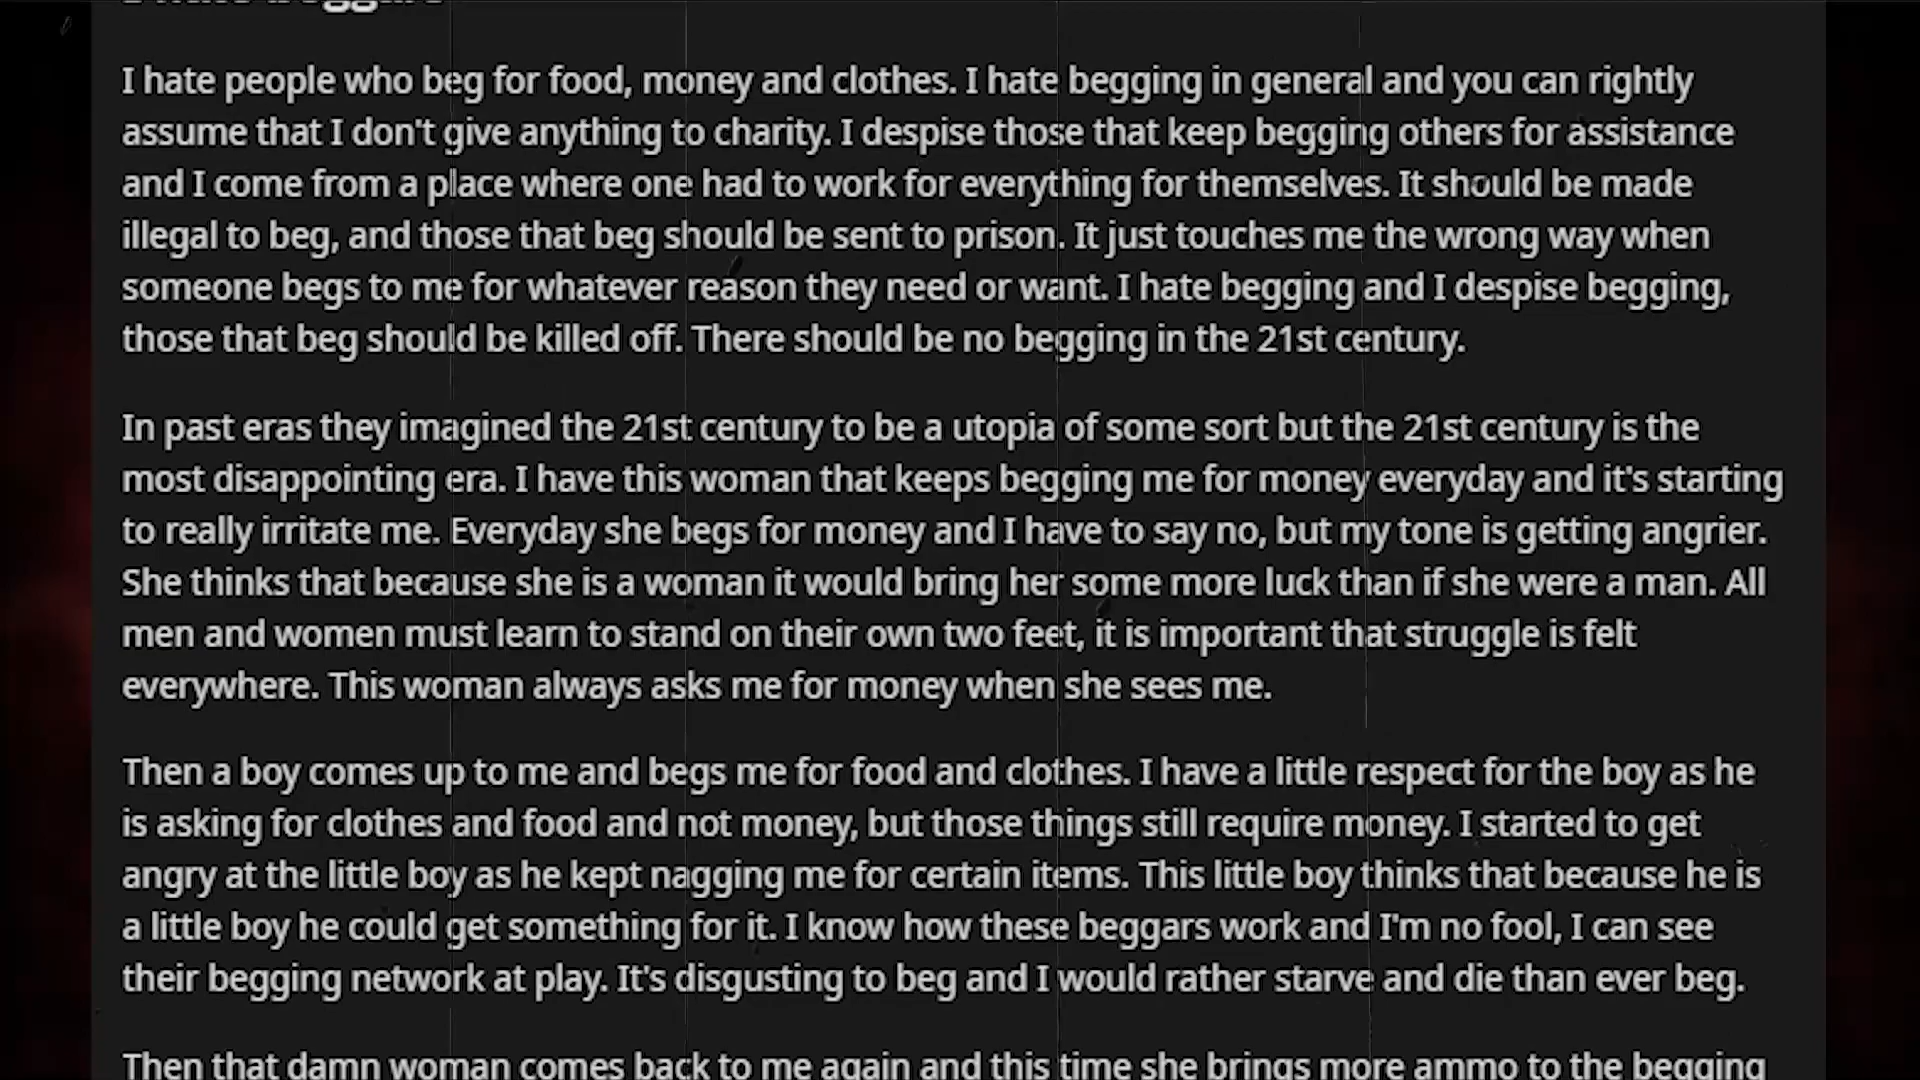 I hate people who beg for food, money and clothes. I hate begging in general and you can rightly
assume that I don't give anything to charity. I despise those that keep begging others for assistance
and I come from a place where one had to work for everything for themselves. It should be made
illegal to beg, and those that beg should be sent to prison. It just touches me the wrong way when
someone begs to me for whatever reason they need or want. I hate begging and I despise begging,
those that beg should be killed off. There should be no begging in the 21st century.
In past eras they imagined the 21st century to be a utopia of some sort but the 21st century is the
most disappointing era. I have this woman that keeps begging me for money everyday and it's starting
to really irritate me. Everyday she begs for money and I have to say no, but my tone is getting angrier.
She thinks that because she is a woman it would bring her some more luck than if she were a man. All
men and women must learn to stand on their own two feet, it is important that struggle is felt
everywhere. This woman always asks me for money when she sees me.
Then a boy comes up to me and begs me for food and clothes. I have a little respect for the boy as he
is asking for clothes and food and not money, but those things still require money. I started to get
angry at the little boy as he kept nagging me for certain items. This little boy thinks that because he is
a little boy he could get something for it. I know how these beggars work and I'm no fool, I can see
their begging network at play. It's disgusting to beg and I would rather starve and die than ever beg.
Then that damn woman comes back to me again and this time she brings more ammo to the begging